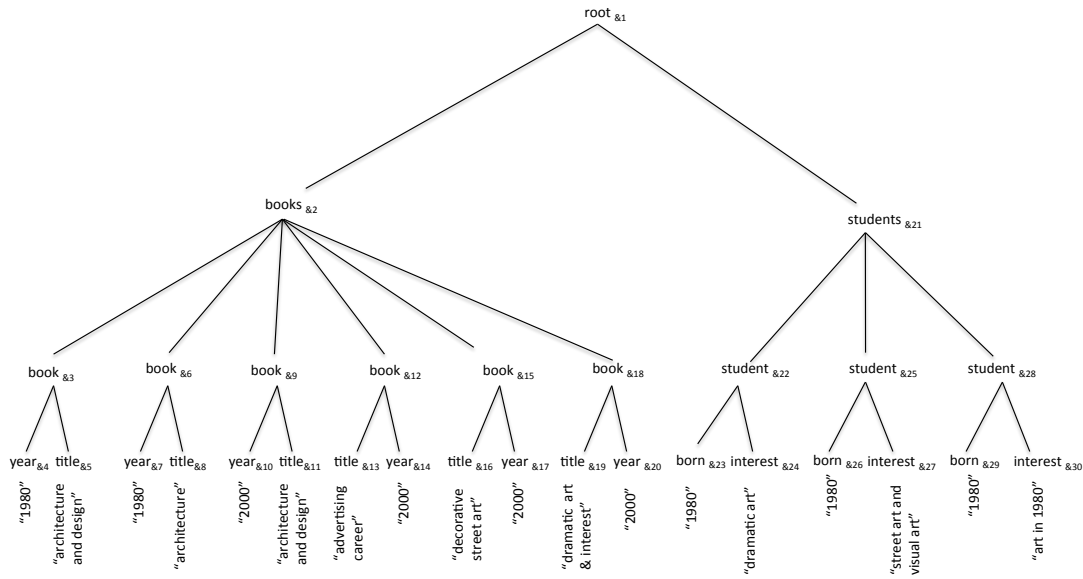 root &1
books &2
students &21
book &3 book &6 book &9 book &12 book &15 book &18 student &22 student &25 student &28
year &4 title &5 year &7 title &8 year &10 title &11 title &13 year &14 title &16 year &17 title &19 year &20 born &23 interest &24 born &26 interest &27 born &29 interest &30
“1980”
“architecture
and design”
“1980”
“architecture”
“2000”
“architecture
and design”
“advertising
career”
“2000”
“decorative
street art”
“2000”
“dramatic art
& interest”
“2000”
“1980”
“dramatic art”
“1980”
“street art and
visual art”
“1980”
“art in 1980”